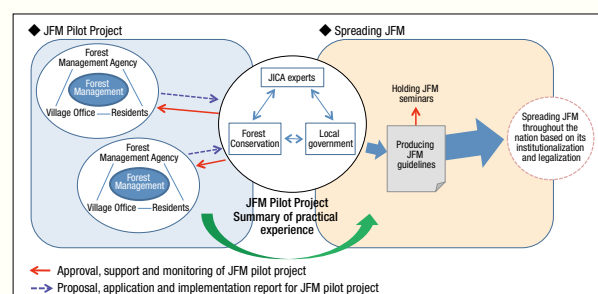 ◆ JFM Pilot Project
Forest
Management Agency
Forest Management
Village Office — Residents
Forest
Management Agency
Forest
Management
Village Office — Residents
JICA experts
Forest
Conservation
Local
government
JFM Pilot Project
Summary of practical
experience
◆ Spreading JFM
Holding JFM
seminars
Producing
JFM
guidelines
Spreading JFM
throughout the
nation based on its
institutionalization
and legalization
Approval, support and monitoring of JFM pilot project
Proposal, application and implementation report for JFM pilot project